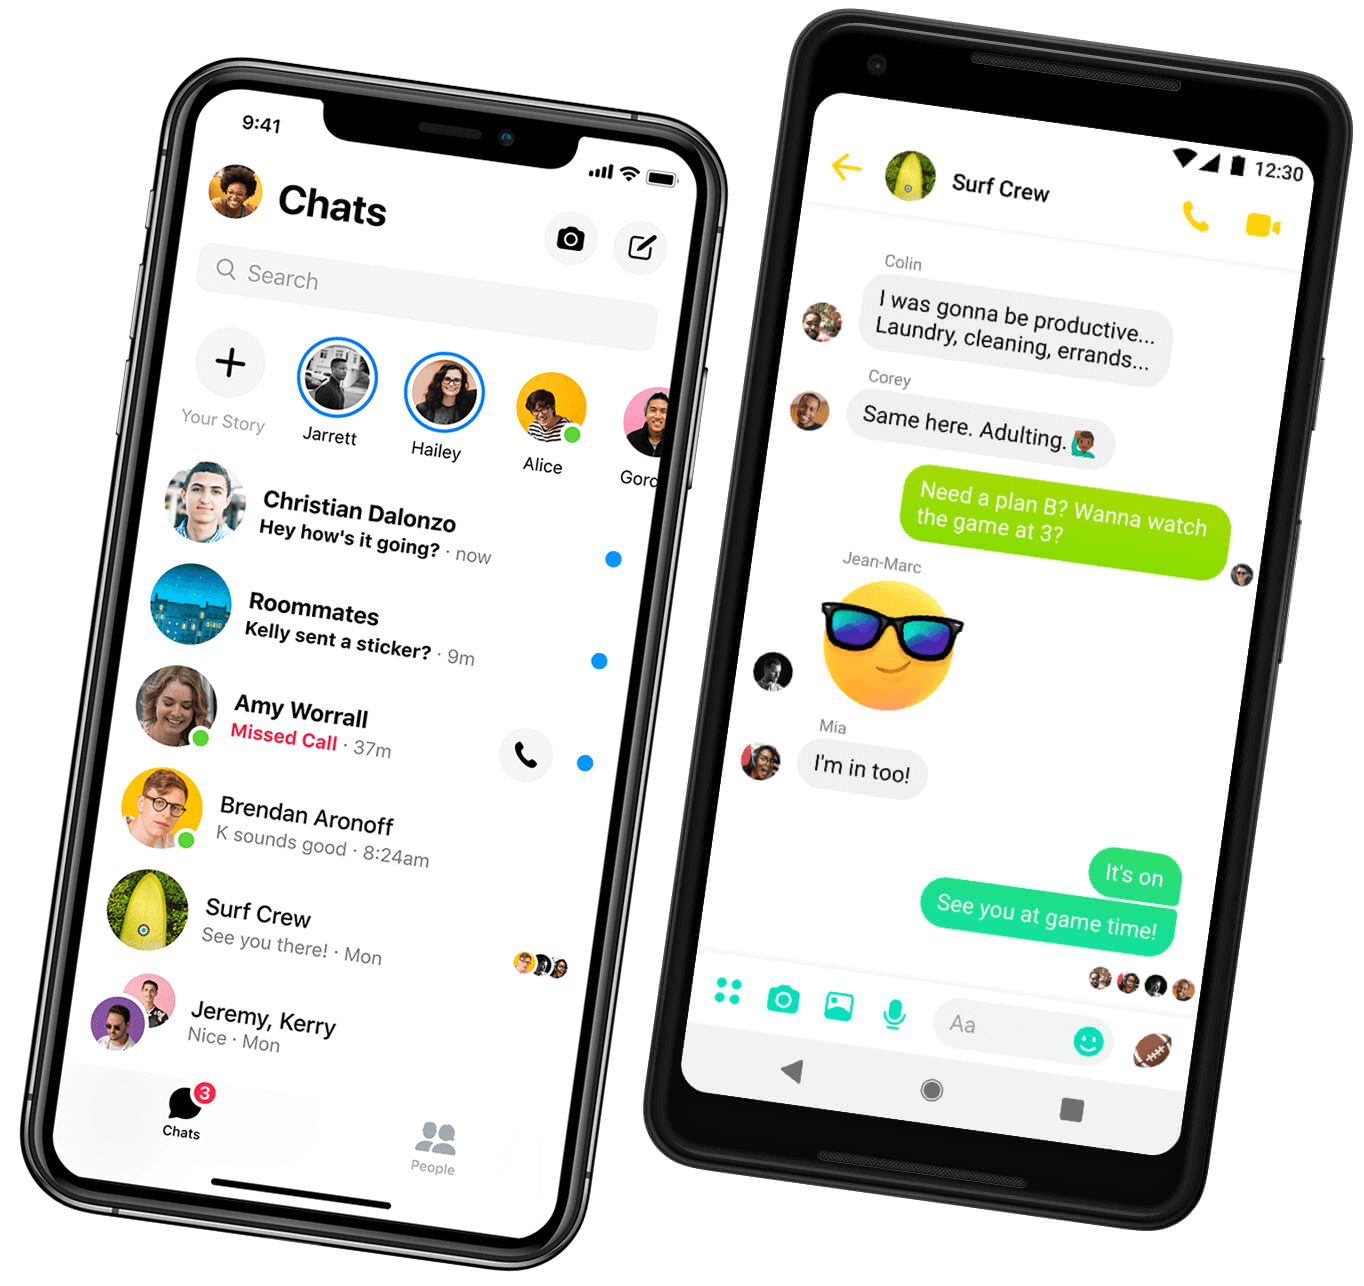 9:41
Chats
Search
Your Story
Jarrett
Hailey
Alice
Gord
Christian Dalonzo
Hey how's it going? · now
Roommates
Kelly sent a sticker? · 9m
Amy Worrall
Missed Call · 37m
Brendan Aronoff
K sounds good · 8:24am
Surf Crew
See you there! · Mon
Jeremy, Kerry
Nice · Mon
3
Chats
People
12:30
Surf Crew
Colin
I was gonna be productive...
Laundry, cleaning, errands...
Corey
Same here. Adulting.
Need a plan B? Wanna watch
the game at 3?
Jean-Marc
Mia
I'm in too!
It's on
See you at game time!
Aa